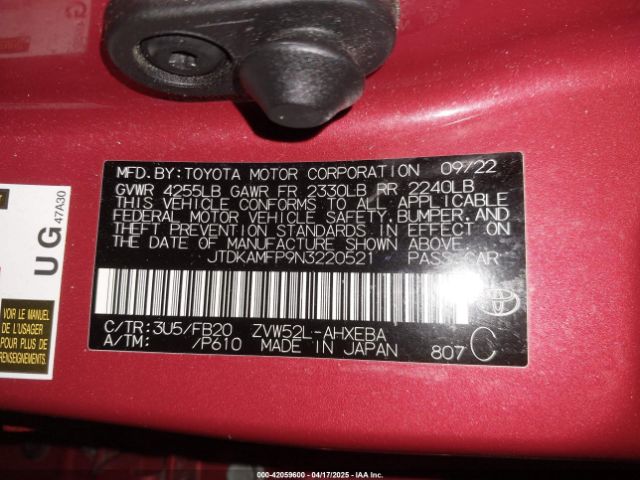 MFD.BY:TOYOTA MOTOR CORPORATION 09/22
GVWR 4255LB GAWR FR 2330LB RR 2240LB
THIS VEHICLE CONFORMS TO ALL APPLICABLE
FEDERAL MOTOR VEHICLE SAFETY, BUMPER, AND
THEFT PREVENTION STANDARDS IN EFFECT ON
THE DATE OF MANUFACTURE SHOWN ABOVE.
JTDKAMFP9N3220521 PASS.CAR
C/TR:3U5/FB20 ZVW52L-AHXEBA
A/TM: /P610 MADE IN JAPAN 807 C
UG
47A30
MANUEL DE
L'USAGER
POUR PLUS DE
RENSEIGNEMENTS.
000-42059600 - 04/17/2025 - IAAI Inc.